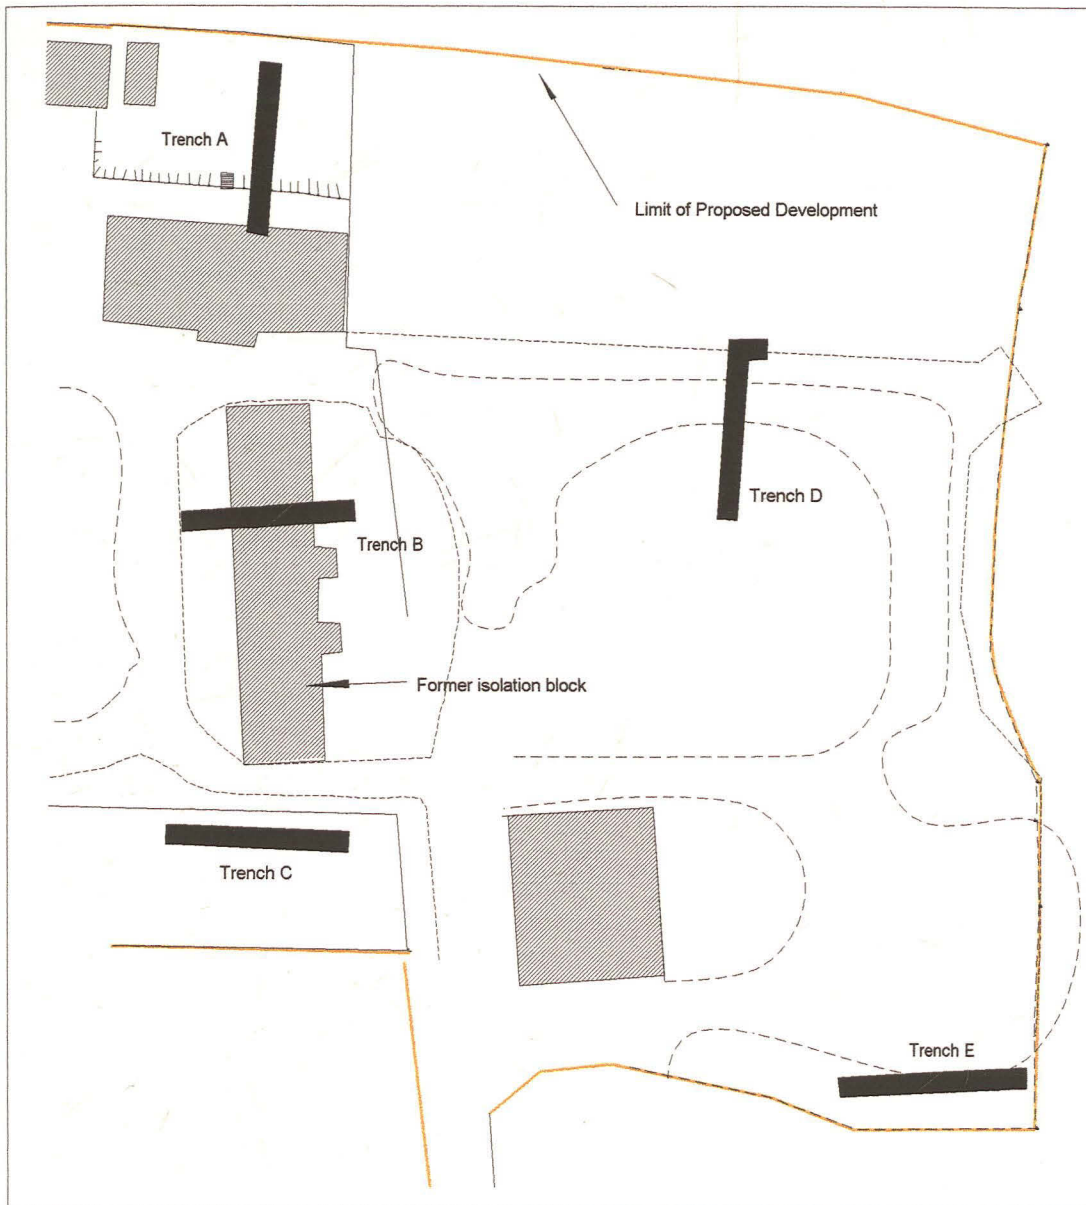 Trench A
Limit of Proposed Development
Trench D
Trench B
Former isolation block
Trench C
Trench E